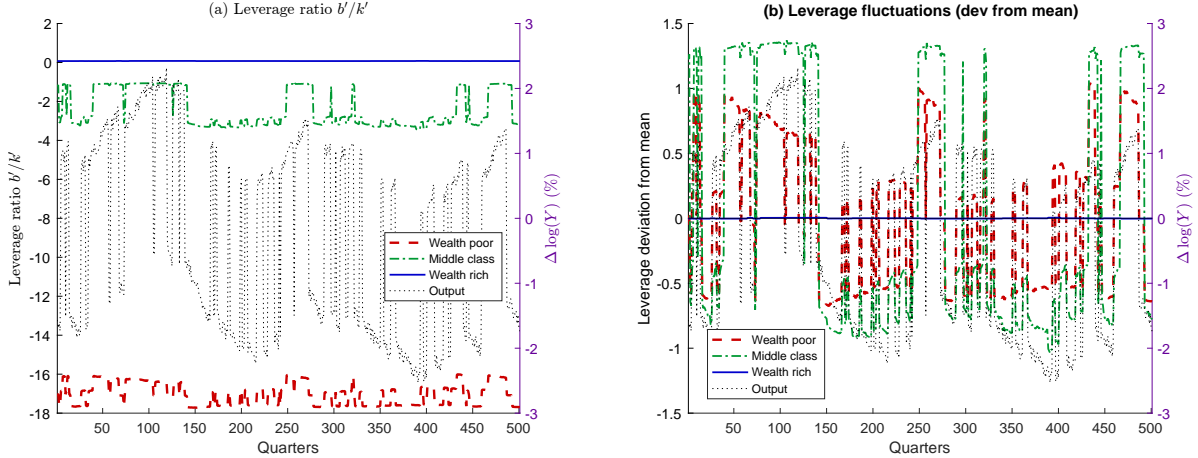 (a) Leverage ratio b′/k′
2
0
-2
-4
-6
-8
-10
-12
-14
-16
-18
Leverage ratio b′/k′
3
2
1
0
-1
-2
-3
Δ log(Y) (%)
Wealth poor
Middle class
Wealth rich
Output
50 100 150 200 250 300 350 400 450 500
Quarters
(b) Leverage fluctuations (dev from mean)
1.5
1
0.5
0
-0.5
-1
-1.5
Leverage deviation from mean
3
2
1
0
-1
-2
-3
Δ log(Y) (%)
Wealth poor
Middle class
Wealth rich
Output
50 100 150 200 250 300 350 400 450 500
Quarters